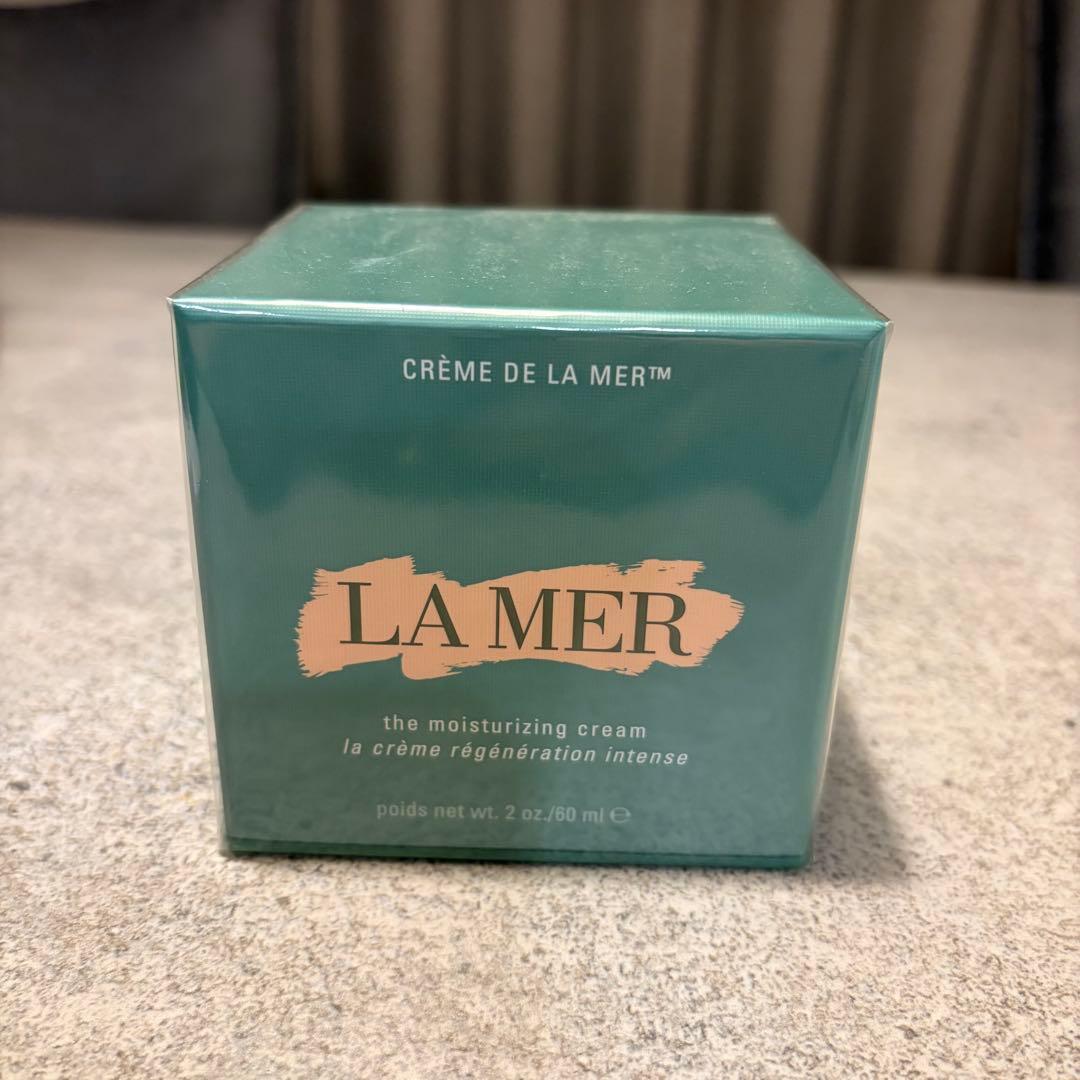 CRÈME DE LA MER™
LA MER
the moisturizing cream
la crème régénération intense
poids net wt. 2 oz./60 ml ℮